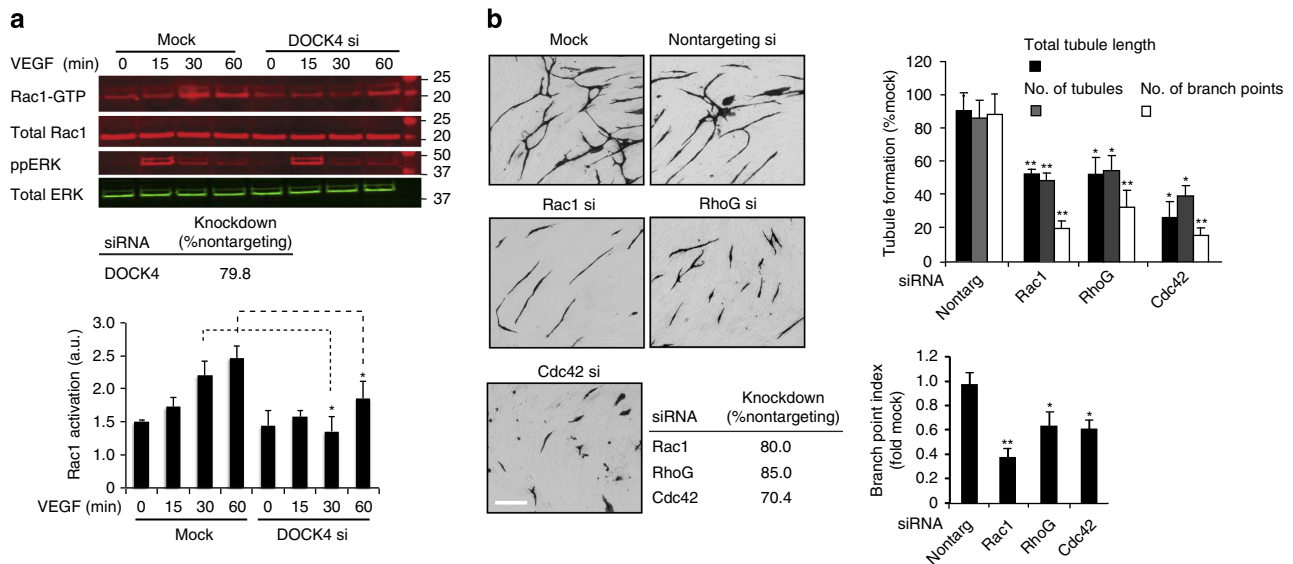 a
Mock DOCK4 si
VEGF (min) 0 15 30 60 0 15 30 60
Rac1-GTP
25
20
Total Rac1
25
20
ppERK
50
37
Total ERK
37
siRNA Knockdown (%nontargeting)
DOCK4 79.8
Rac1 activation (a.u.)
3.0
2.5
2.0
1.5
1.0
0.5
0
* *
VEGF (min) 0 15 30 60 0 15 30 60
Mock DOCK4 si
b
Mock Nontargeting si
Rac1 si RhoG si
Cdc42 si
siRNA Knockdown (%nontargeting)
Rac1 80.0
RhoG 85.0
Cdc42 70.4
Total tubule length
No. of tubules No. of branch points
Tubule formation (%mock)
120
100
80
60
40
20
0
** ** **
* * **
* * **
siRNA Nontarg Rac1 RhoG Cdc42
Branch point index
(fold mock)
1.2
1.0
0.8
0.6
0.4
0.2
0
** * *
siRNA Nontarg Rac1 RhoG Cdc42